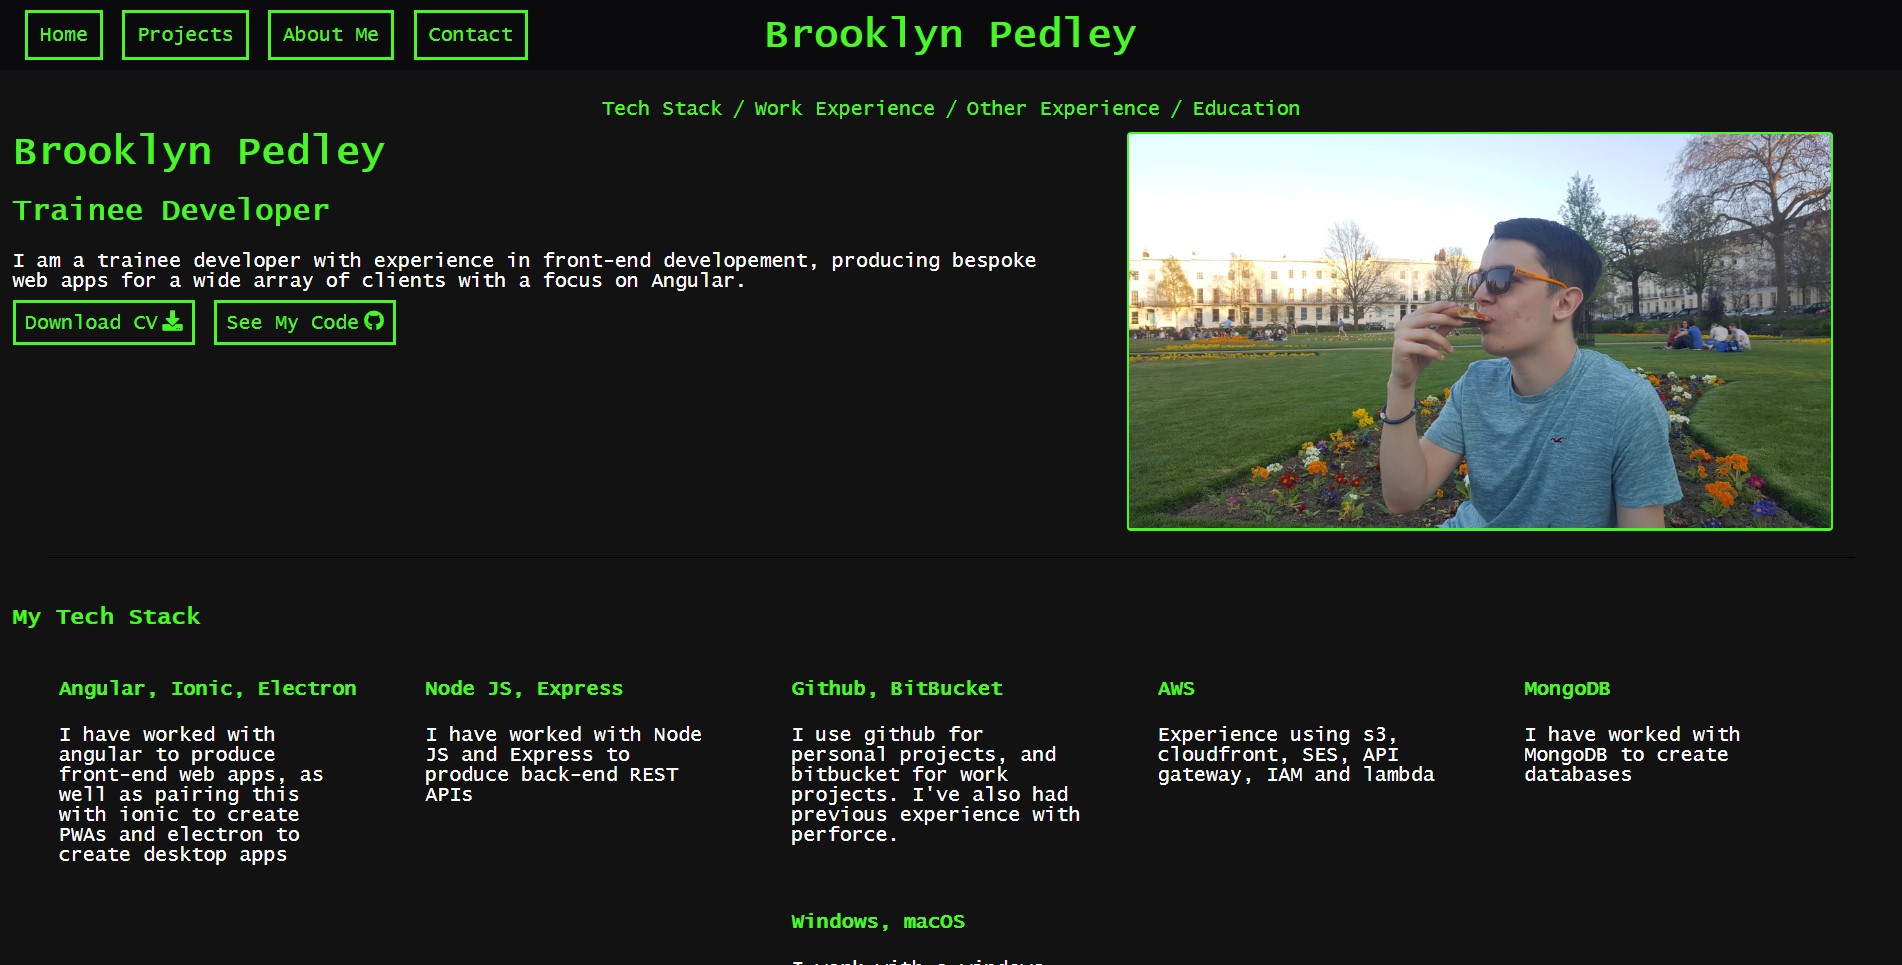 Home Projects About Me Contact
Brooklyn Pedley
Tech Stack / Work Experience / Other Experience / Education
Brooklyn Pedley
Trainee Developer
I am a trainee developer with experience in front-end developement, producing bespoke
web apps for a wide array of clients with a focus on Angular.
Download CV See My Code
My Tech Stack
Angular, Ionic, Electron
I have worked with
angular to produce
front-end web apps, as
well as pairing this
with ionic to create
PWAs and electron to
create desktop apps
Node JS, Express
I have worked with Node
JS and Express to
produce back-end REST
APIs
Github, BitBucket
I use github for
personal projects, and
bitbucket for work
projects. I've also had
previous experience with
perforce.
AWS
Experience using s3,
cloudfront, SES, API
gateway, IAM and lambda
MongoDB
I have worked with
MongoDB to create
databases
Windows, macOS